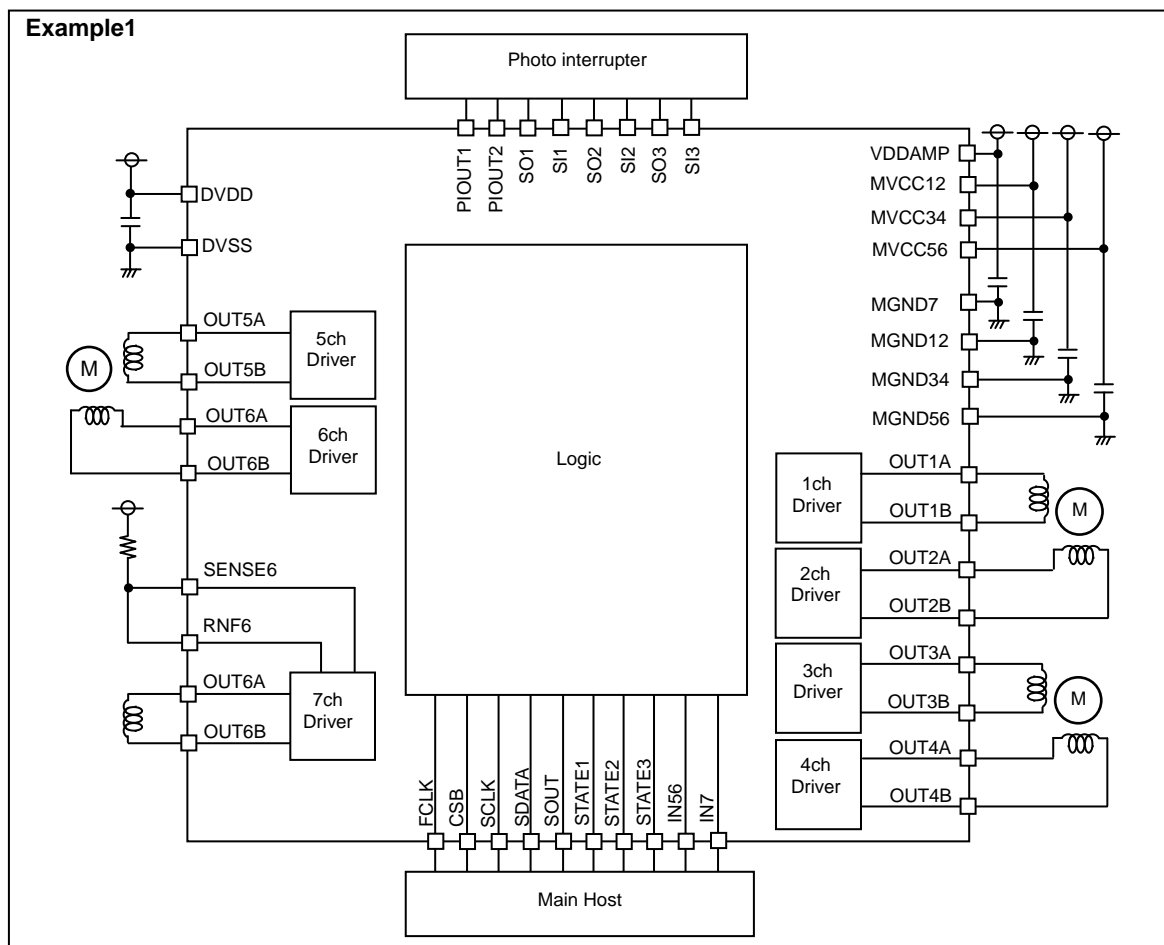 Example1
Photo interrupter
PIOUT1
PIOUT2
SO1
SI1
SO2
SI2
SO3
SI3
DVDD
DVSS
OUT5A
OUT5B
5ch
Driver
M
OUT6A
OUT6B
6ch
Driver
SENSE6
RNF6
OUT6A
OUT6B
7ch
Driver
Logic
VDDAMP
MVCC12
MVCC34
MVCC56
MGND7
MGND12
MGND34
MGND56
1ch
Driver
OUT1A
OUT1B
M
2ch
Driver
OUT2A
OUT2B
3ch
Driver
OUT3A
OUT3B
M
4ch
Driver
OUT4A
OUT4B
FCLK
CSB
SCLK
SDATA
SOUT
STATE1
STATE2
STATE3
IN56
IN7
Main Host